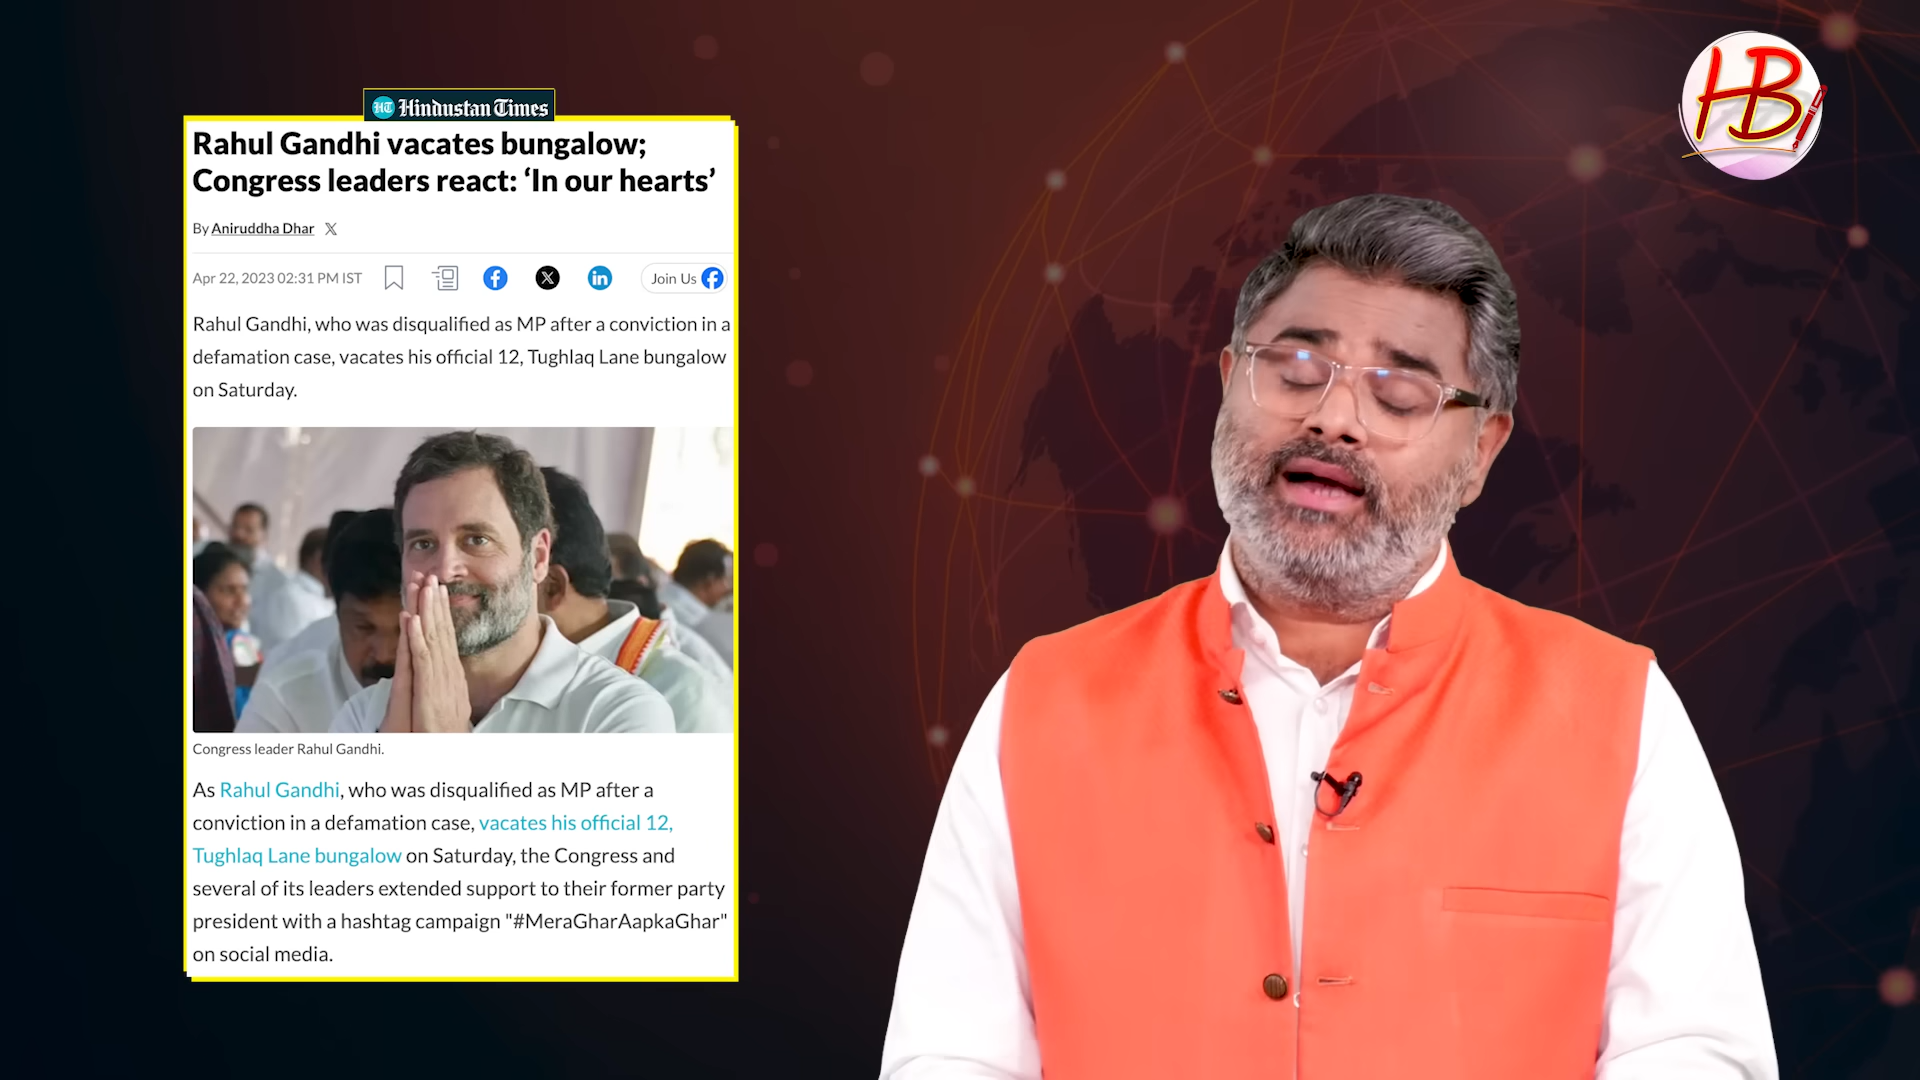 HT Hindustan Times
Rahul Gandhi vacates bungalow;
Congress leaders react: ‘In our hearts’
By Aniruddha Dhar
Apr 22, 2023 02:31 PM IST
Join Us
Rahul Gandhi, who was disqualified as MP after a conviction in a
defamation case, vacates his official 12, Tughlaq Lane bungalow
on Saturday.
Congress leader Rahul Gandhi.
As Rahul Gandhi, who was disqualified as MP after a
conviction in a defamation case, vacates his official 12,
Tughlaq Lane bungalow on Saturday, the Congress and
several of its leaders extended support to their former party
president with a hashtag campaign "#MeraGharAapkaGhar"
on social media.
HB